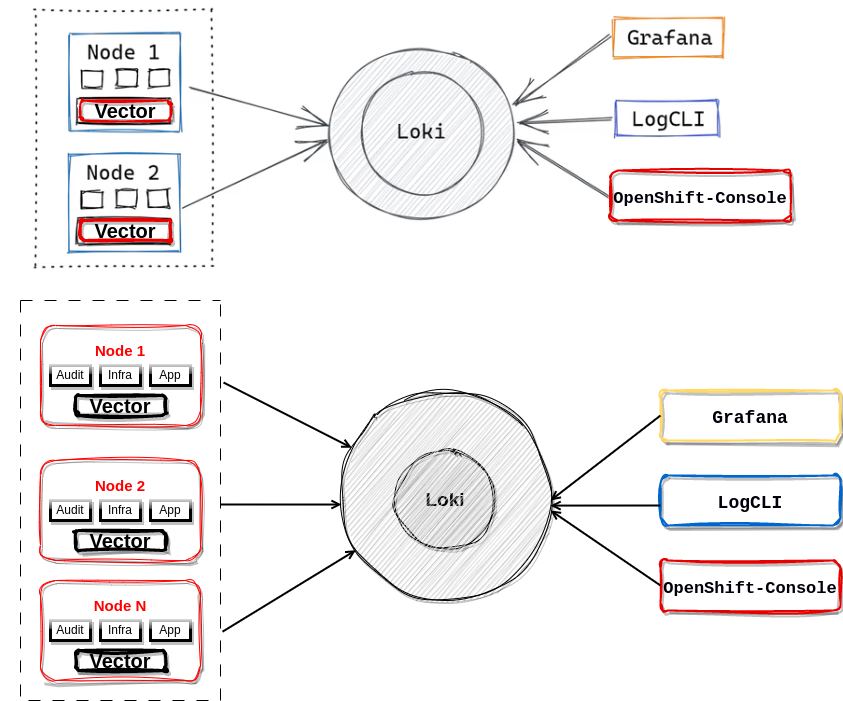 Node 1
Vector
Node 2
Vector
Loki
Grafana
LogCLI
OpenShift-Console
Node 1
Audit Infra App
Vector
Node 2
Audit Infra App
Vector
Node N
Audit Infra App
Vector
Loki
Grafana
LogCLI
OpenShift-Console